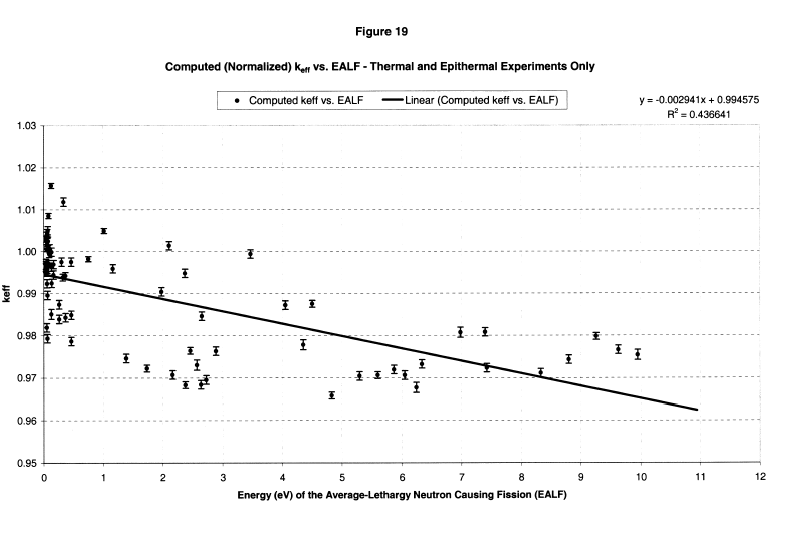 Figure 19
Computed (Normalized) keff vs. EALF - Thermal and Epithermal Experiments Only
Computed keff vs. EALF
Linear (Computed keff vs. EALF)
y = -0.002941x + 0.994575
R² = 0.436641
1.03
1.02
1.01
1.00
0.99
0.98
0.97
0.96
0.95
keff
0 1 2 3 4 5 6 7 8 9 10 11 12
Energy (eV) of the Average-Lethargy Neutron Causing Fission (EALF)